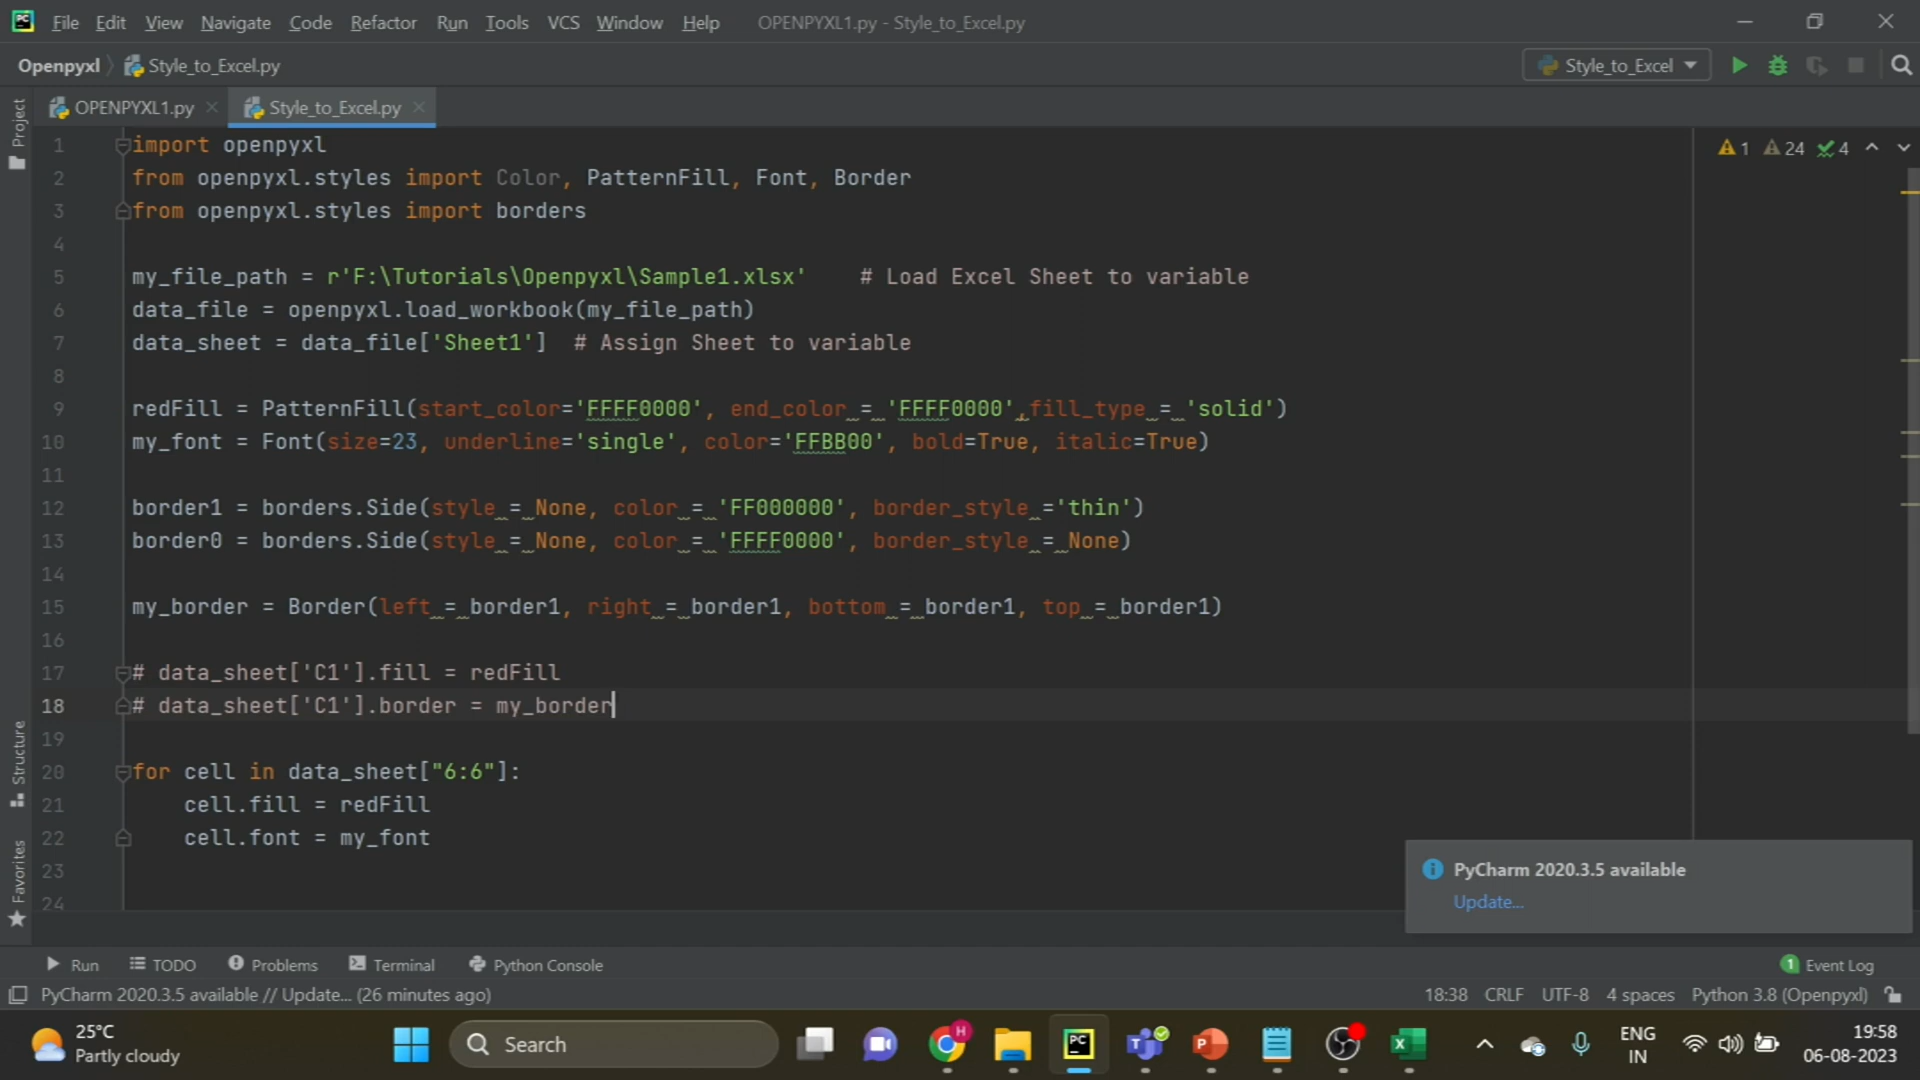 File Edit View Navigate Code Refactor Run Tools VCS Window Help OPENPYXL1.py - Style_to_Excel.py
Openpyxl Style_to_Excel.py Style_to_Excel
OPENPYXL1.py Style_to_Excel.py
Project
1 import openpyxl
1 24 4
2 from openpyxl.styles import Color, PatternFill, Font, Border
3 from openpyxl.styles import borders
4
5 my_file_path = r'F:\Tutorials\Openpyxl\Sample1.xlsx' # Load Excel Sheet to variable
6 data_file = openpyxl.load_workbook(my_file_path)
7 data_sheet = data_file['Sheet1'] # Assign Sheet to variable
8
9 redFill = PatternFill(start_color='FFFF0000', end_color = 'FFFF0000',fill_type = 'solid')
10 my_font = Font(size=23, underline='single', color='FFBB00', bold=True, italic=True)
11
12 border1 = borders.Side(style = None, color = 'FF000000', border_style ='thin')
13 border0 = borders.Side(style = None, color = 'FFFF0000', border_style = None)
14
15 my_border = Border(left = border1, right = border1, bottom = border1, top = border1)
16
17 # data_sheet['C1'].fill = redFill
18 # data_sheet['C1'].border = my_border
19
20 for cell in data_sheet["6:6"]:
21 cell.fill = redFill
22 cell.font = my_font
23
24
Structure
Favorites
PyCharm 2020.3.5 available
Update...
Run TODO Problems Terminal Python Console 1 Event Log
PyCharm 2020.3.5 available // Update... (26 minutes ago) 18:38 CRLF UTF-8 4 spaces Python 3.8 (Openpyxl)
25°C
Partly cloudy
Search
H
PC
T
P
X
ENG
IN
19:58
06-08-2023